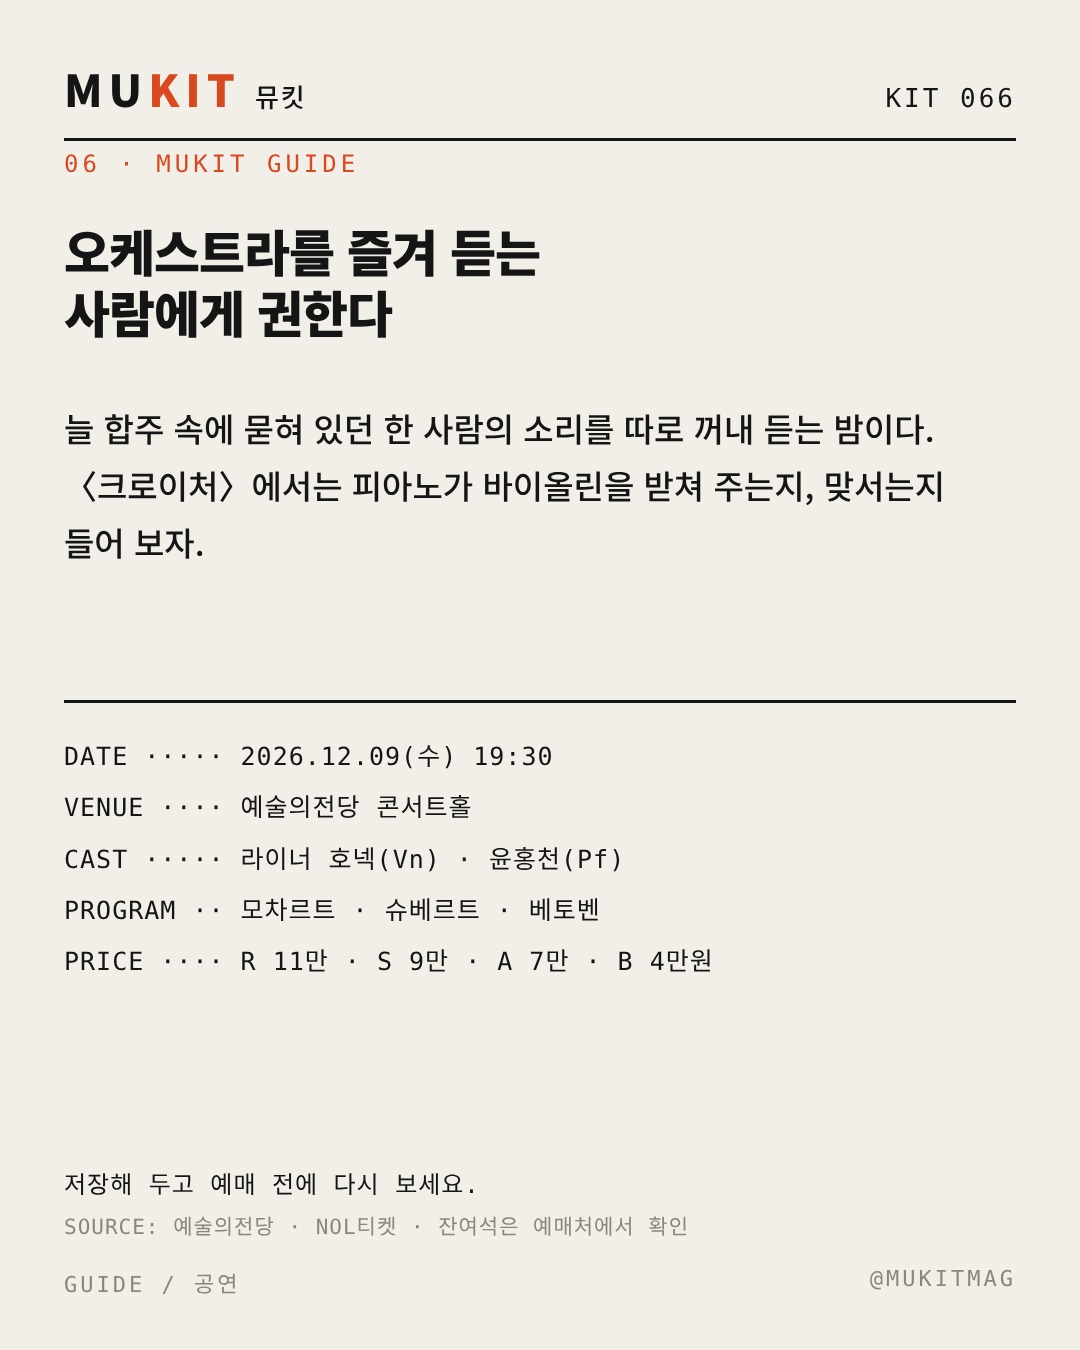 MUKIT 뮤킷
KIT 066
06 · MUKIT GUIDE
오케스트라를 즐겨 듣는
사람에게 권한다
늘 합주 속에 묻혀 있던 한 사람의 소리를 따로 꺼내 듣는 밤이다.
〈크로이처〉에서는 피아노가 바이올린을 받쳐 주는지, 맞서는지
들어 보자.
DATE ····· 2026.12.09(수) 19:30
VENUE ···· 예술의전당 콘서트홀
CAST ····· 라이너 호넥(Vn) · 윤홍천(Pf)
PROGRAM ·· 모차르트 · 슈베르트 · 베토벤
PRICE ···· R 11만 · S 9만 · A 7만 · B 4만원
저장해 두고 예매 전에 다시 보세요.
SOURCE: 예술의전당 · NOL티켓 · 잔여석은 예매처에서 확인
GUIDE / 공연
@MUKITMAG